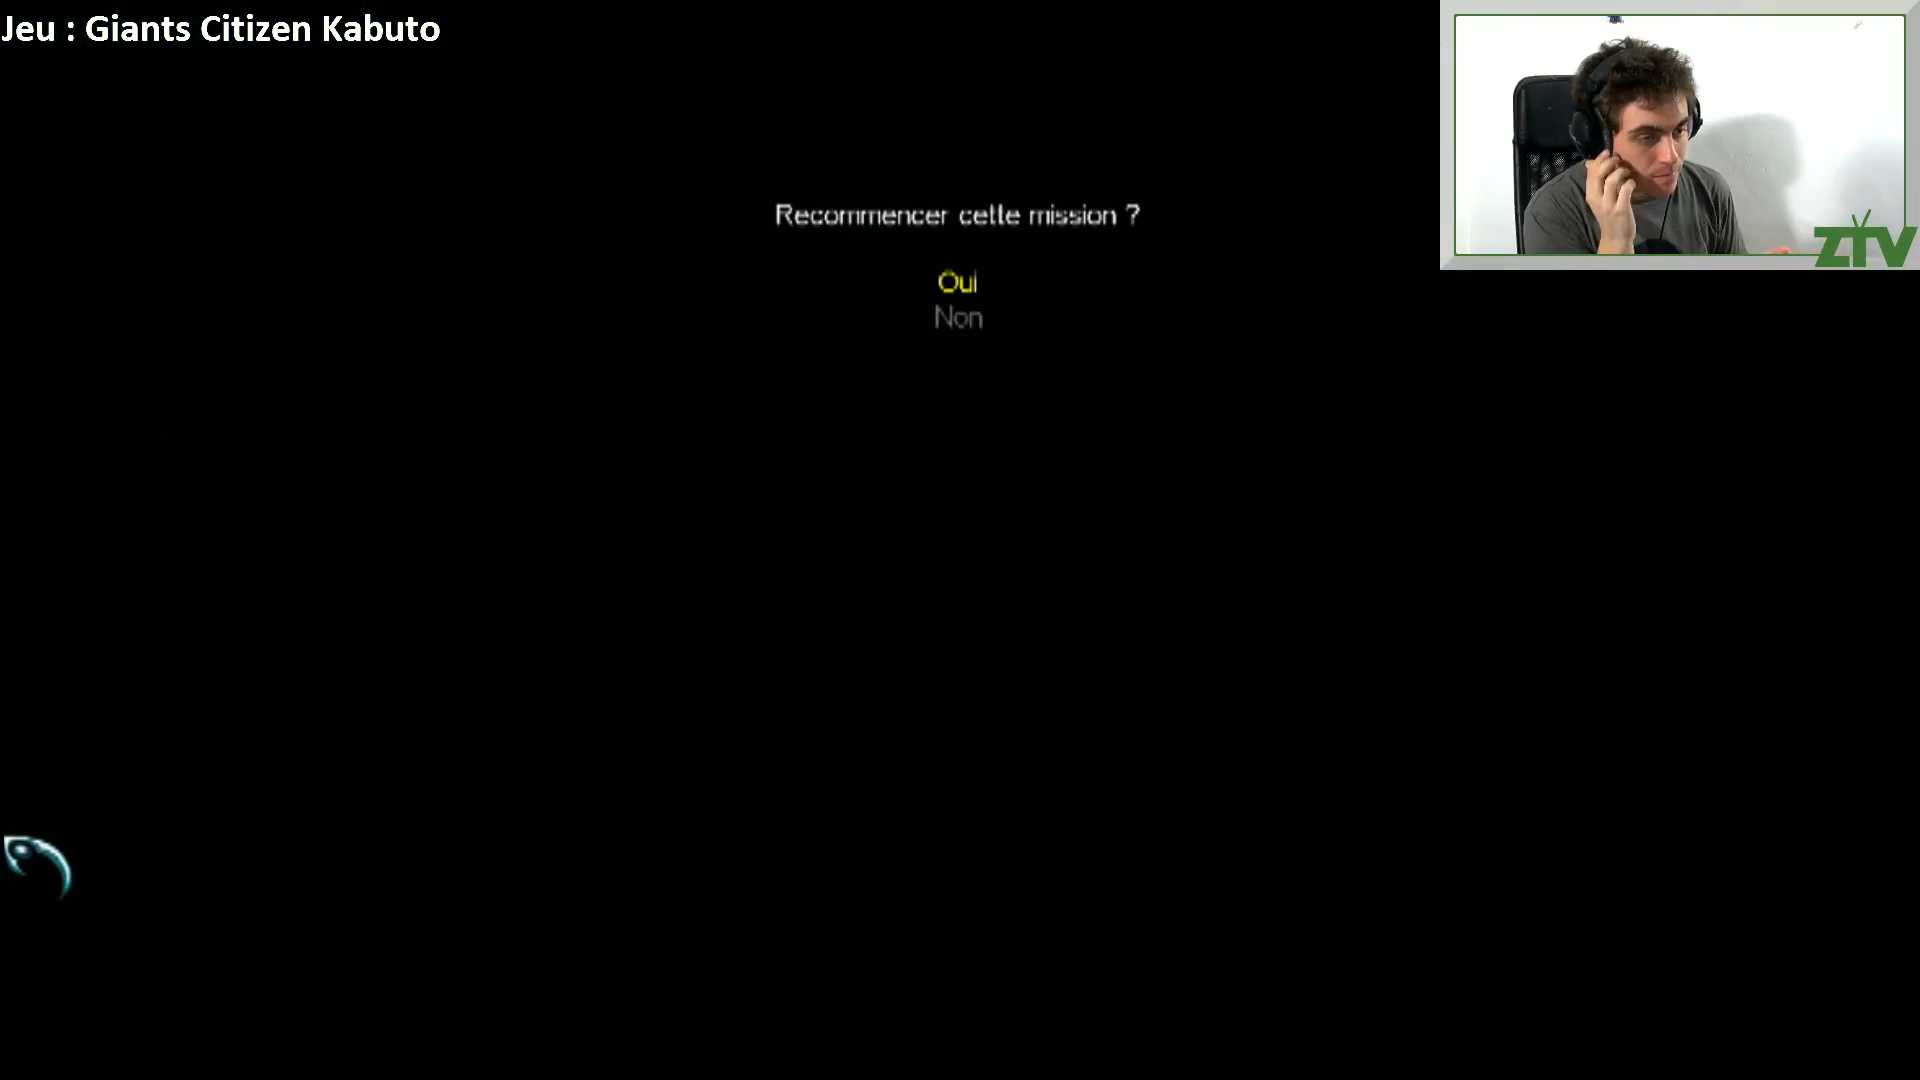 Jeu : Giants Citizen Kabuto
Recommencer cette mission ?
Oui
Non
ZTV